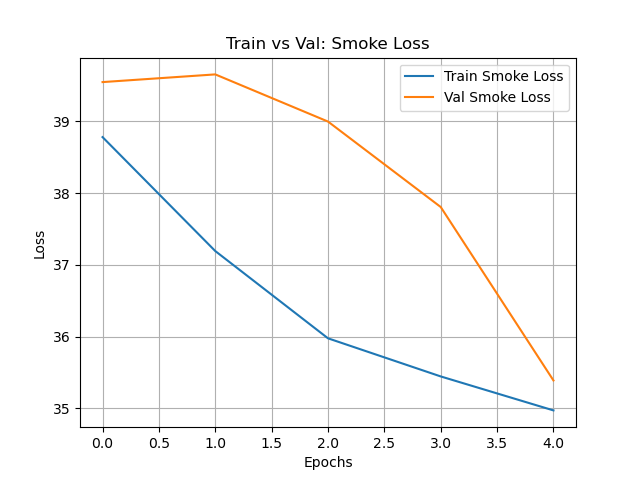 Train vs Val: Smoke Loss
Train Smoke Loss
Val Smoke Loss
39
38
37
36
35
Loss
0.0 0.5 1.0 1.5 2.0 2.5 3.0 3.5 4.0
Epochs